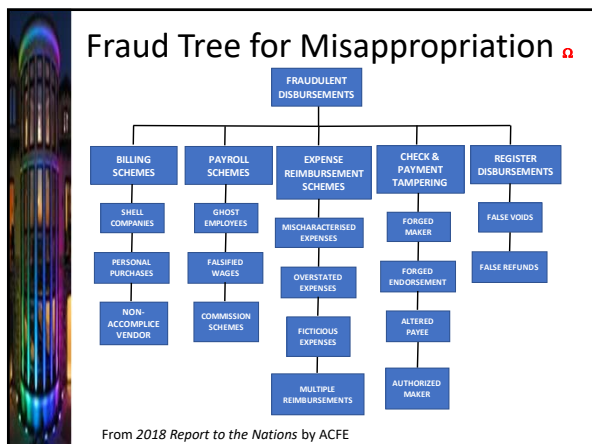 Fraud Tree for Misappropriation Ω
FRAUDULENT
DISBURSEMENTS
BILLING
SCHEMES
SHELL
COMPANIES
PERSONAL
PURCHASES
NON-
ACCOMPLICE
VENDOR
PAYROLL
SCHEMES
GHOST
EMPLOYEES
FALSIFIED
WAGES
COMMISSION
SCHEMES
EXPENSE
REIMBURSEMENT
SCHEMES
MISCHARACTERISED
EXPENSES
OVERSTATED
EXPENSES
FICTICIOUS
EXPENSES
MULTIPLE
REIMBURSEMENTS
CHECK &
PAYMENT
TAMPERING
FORGED
MAKER
FORGED
ENDORSEMENT
ALTERED
PAYEE
AUTHORIZED
MAKER
REGISTER
DISBURSEMENTS
FALSE VOIDS
FALSE REFUNDS
From 2018 Report to the Nations by ACFE